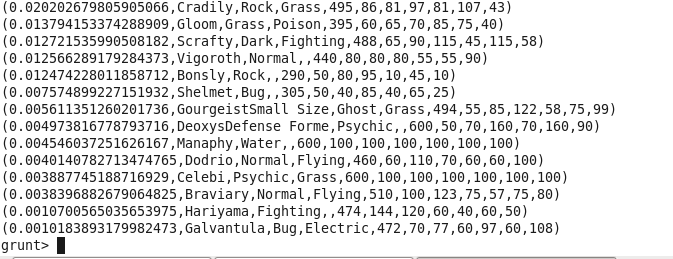 (0.020202679805905066,Cradily,Rock,Grass,495,86,81,97,81,107,43)
(0.013794153374288909,Gloom,Grass,Poison,395,60,65,70,85,75,40)
(0.012721535990508182,Scrafty,Dark,Fighting,488,65,90,115,45,115,58)
(0.012566289179284373,Vigoroth,Normal,,440,80,80,80,55,55,90)
(0.012474228011858712,Bonsly,Rock,,290,50,80,95,10,45,10)
(0.007574899227151932,Shelmet,Bug,,305,50,40,85,40,65,25)
(0.005611351260201736,GourgeistSmall Size,Ghost,Grass,494,55,85,122,58,75,99)
(0.004973816778793716,DeoxysDefense Forme,Psychic,,600,50,70,160,70,160,90)
(0.004546037251626167,Manaphy,Water,,600,100,100,100,100,100,100)
(0.0040140782713474765,Dodrio,Normal,Flying,460,60,110,70,60,60,100)
(0.003887745188716929,Celebi,Psychic,Grass,600,100,100,100,100,100,100)
(0.0038396882679064825,Braviary,Normal,Flying,510,100,123,75,57,75,80)
(0.0010700565035653975,Hariyama,Fighting,,474,144,120,60,40,60,50)
(0.0010183893179982473,Galvantula,Bug,Electric,472,70,77,60,97,60,108)
grunt>